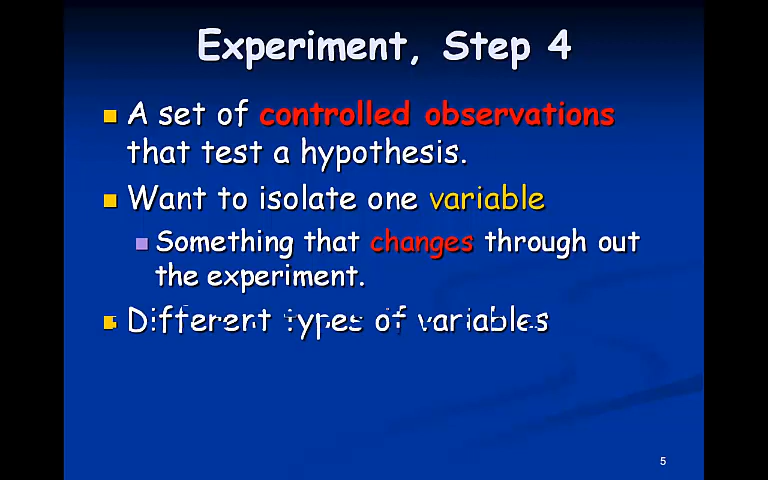 Experiment, Step 4
A set of controlled observations
that test a hypothesis.
Want to isolate one variable
Something that changes through out
the experiment.
Different types of variables
5